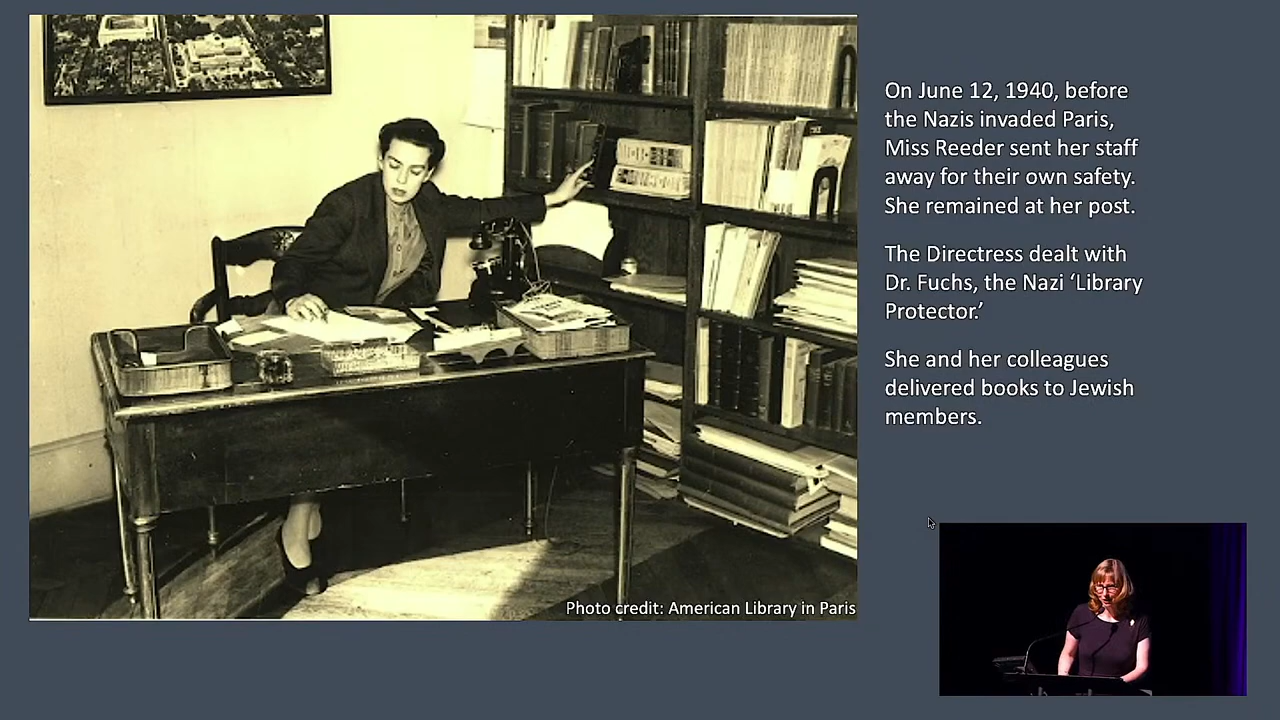 On June 12, 1940, before
the Nazis invaded Paris,
Miss Reeder sent her staff
away for their own safety.
She remained at her post.
The Directress dealt with
Dr. Fuchs, the Nazi ‘Library
Protector.’
She and her colleagues
delivered books to Jewish
members.
Photo credit: American Library in Paris